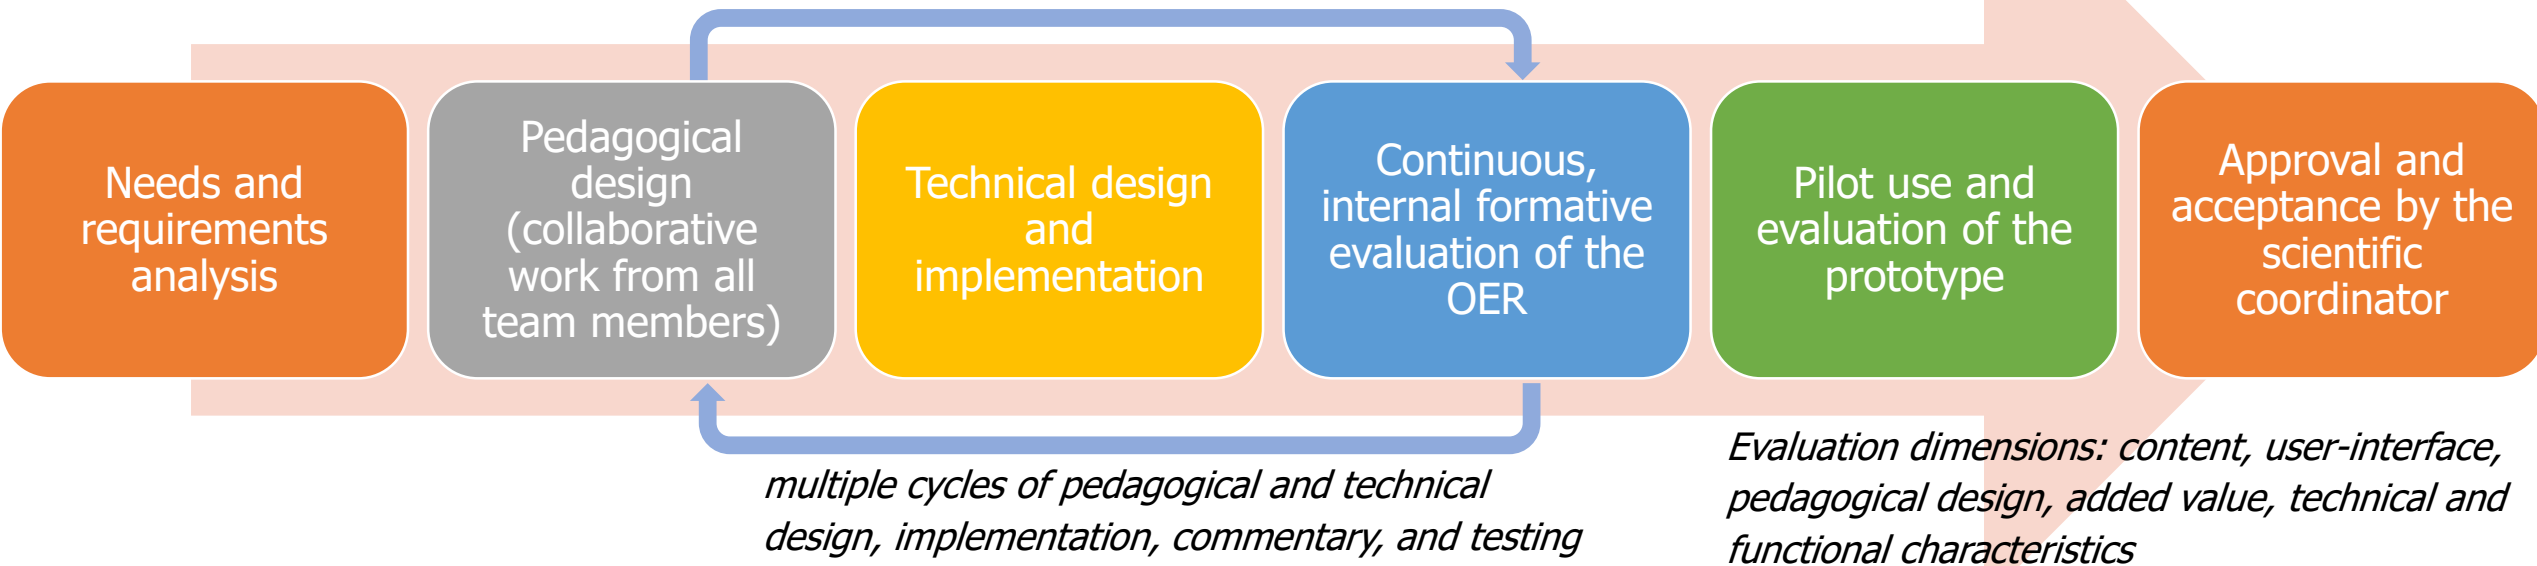 Needs and
requirements
analysis
Pedagogical
design
(collaborative
work from all
team members)
Technical design
and
implementation
Continuous,
internal formative
evaluation of the
OER
Pilot use and
evaluation of the
prototype
Approval and
acceptance by the
scientific
coordinator
multiple cycles of pedagogical and technical
design, implementation, commentary, and testing
Evaluation dimensions: content, user-interface,
pedagogical design, added value, technical and
functional characteristics